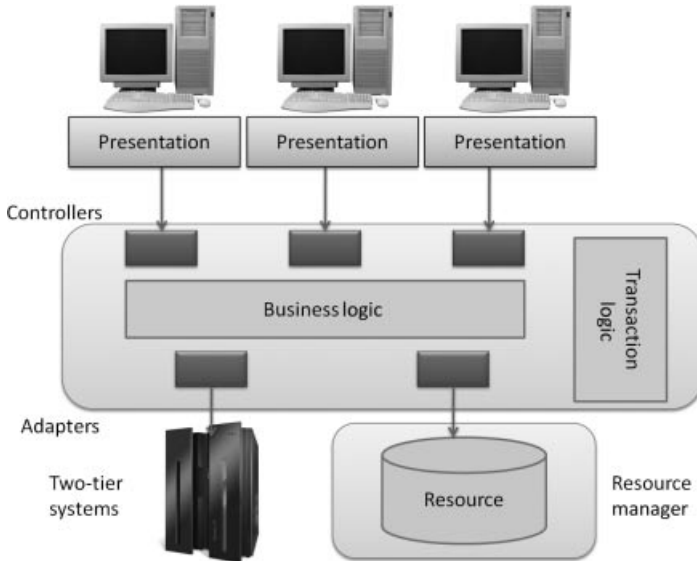 Presentation
Presentation
Presentation
Controllers
Business logic
Transaction
logic
Adapters
Two-tier
systems
Resource
Resource
manager